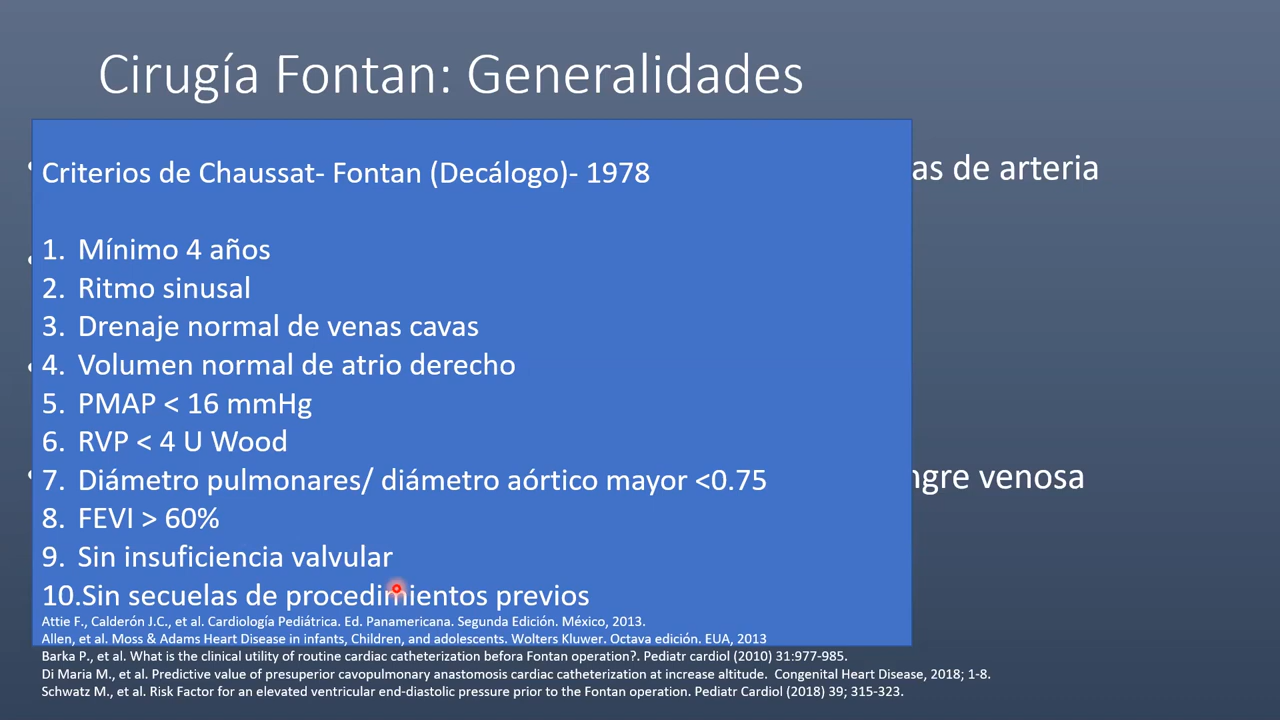 Cirugía Fontan: Generalidades
as de arteria
Criterios de Chaussat- Fontan (Decálogo)- 1978
1. Mínimo 4 años
2. Ritmo sinusal
3. Drenaje normal de venas cavas
4. Volumen normal de atrio derecho
5. PMAP < 16 mmHg
6. RVP < 4 U Wood
7. Diámetro pulmonares/ diámetro aórtico mayor <0.75
ngre venosa
8. FEVI > 60%
9. Sin insuficiencia valvular
10.Sin secuelas de procedimientos previos
Attie F., Calderón J.C., et al. Cardiología Pediátrica. Ed. Panamericana. Segunda Edición. México, 2013.
Allen, et al. Moss & Adams Heart Disease in infants, Children, and adolescents. Wolters Kluwer. Octava edición. EUA, 2013
Barka P., et al. What is the clinical utility of routine cardiac catheterization befora Fontan operation?. Pediatr cardiol (2010) 31:977-985.
Di Maria M., et al. Predictive value of presuperior cavopulmonary anastomosis cardiac catheterization at increase altitude. Congenital Heart Disease, 2018; 1-8.
Schwatz M., et al. Risk Factor for an elevated ventricular end-diastolic pressure prior to the Fontan operation. Pediatr Cardiol (2018) 39; 315-323.